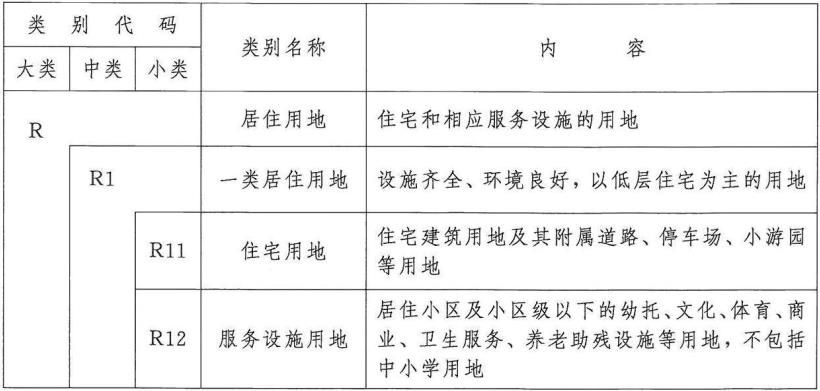 类 别 代 码
类别名称
内 容
大类 中类 小类
R
居住用地
住宅和相应服务设施的用地
R1
一类居住用地
设施齐全、环境良好，以低层住宅为主的用地
R11
住宅用地
住宅建筑用地及其附属道路、停车场、小游园
等用地
R12
服务设施用地
居住小区及小区级以下的幼托、文化、体育、商
业、卫生服务、养老助残设施等用地，不包括
中小学用地